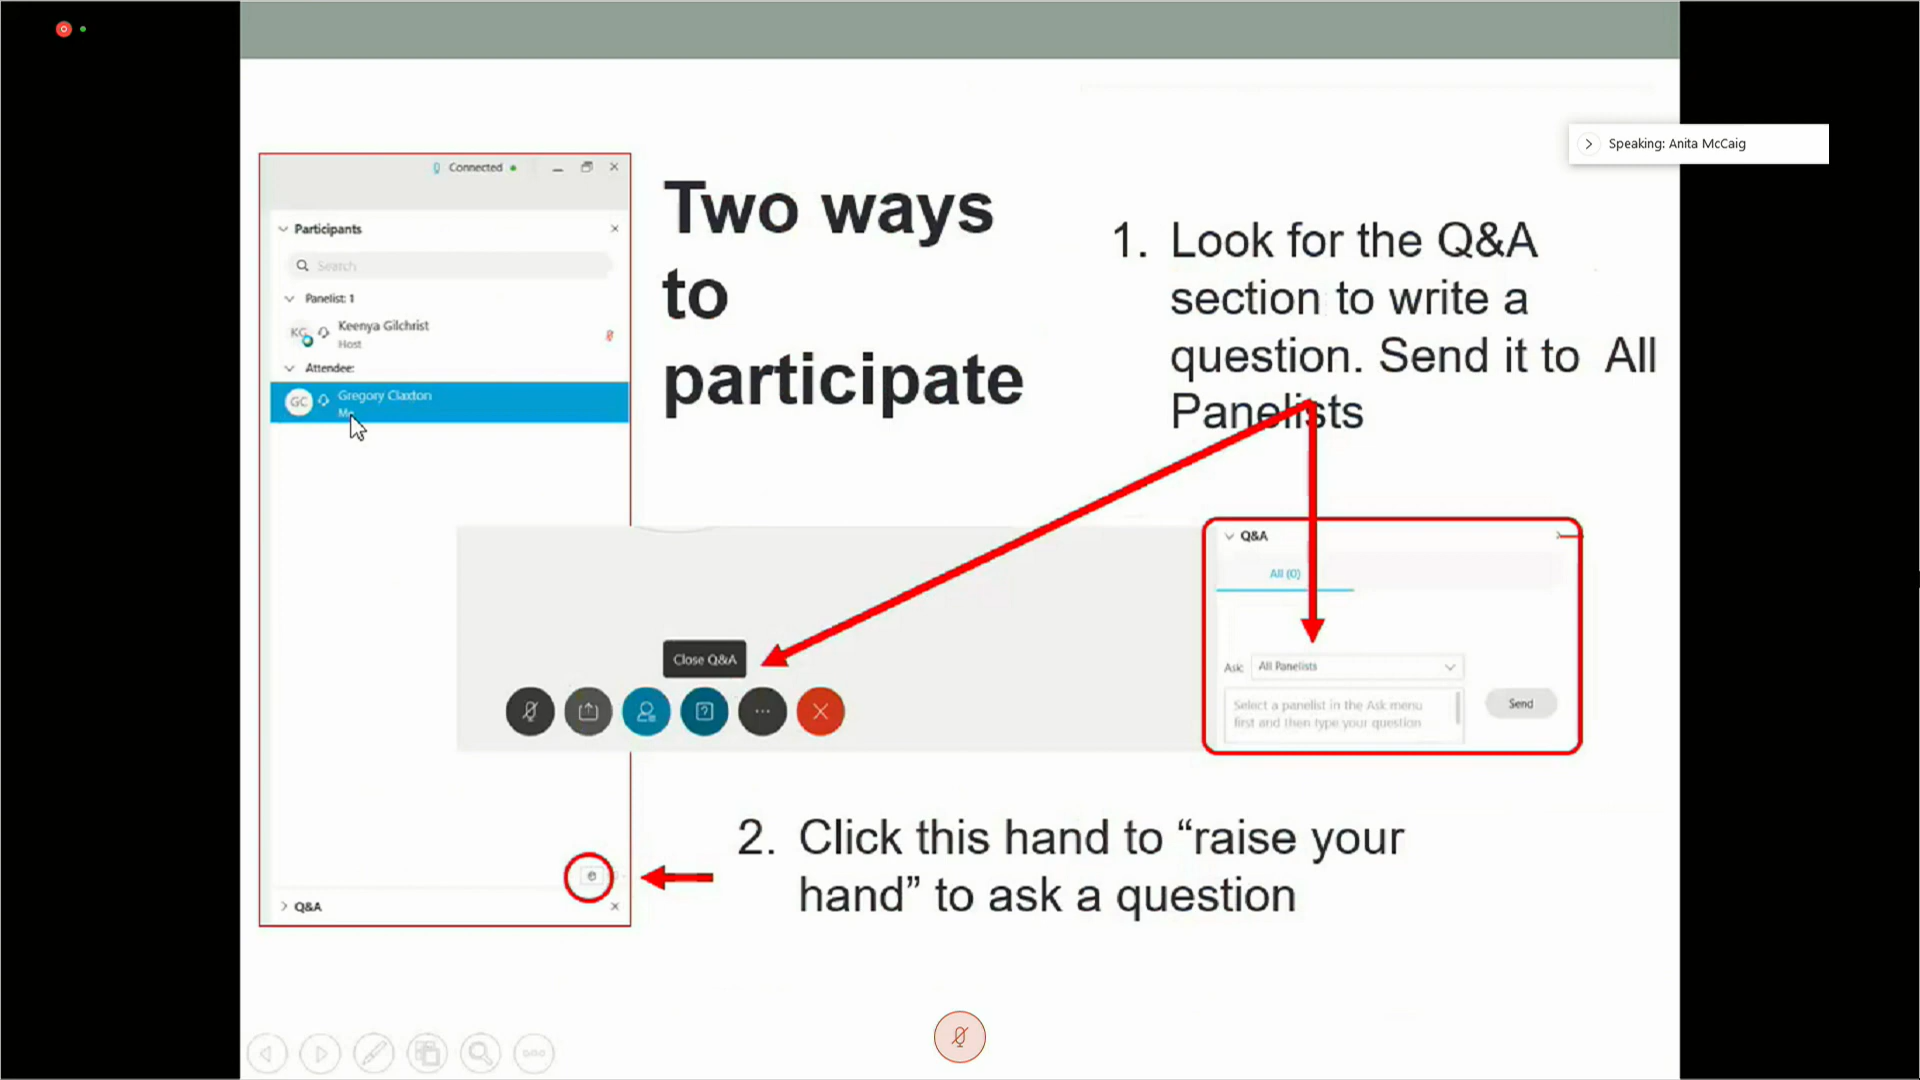 Speaking: Anita McCaig
Connected
Participants
Search
Panelist: 1
KG
Keenya Gilchrist
Host
Attendee:
GC
Gregory Claxton
Me
Q&A
Two ways
to
participate
1. Look for the Q&A
section to write a
question. Send it to All
Panelists
Close Q&A
Q&A
All (0)
Ask:
All Panelists
Select a panelist in the Ask menu
first and then type your question
Send
2. Click this hand to “raise your
hand” to ask a question